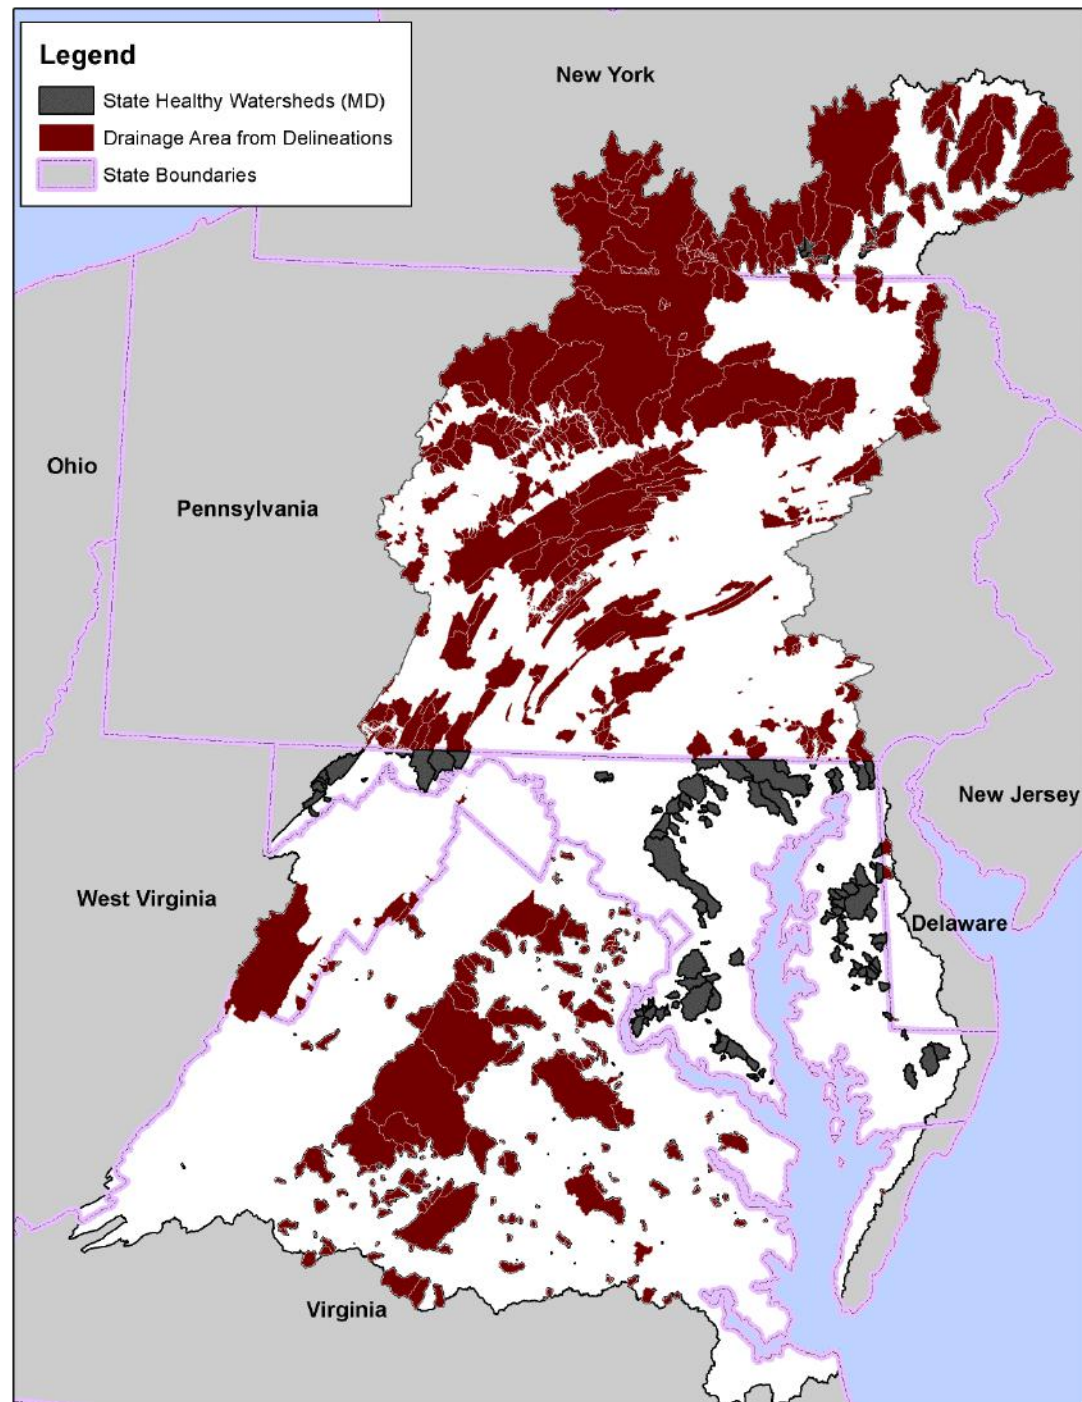 Legend
State Healthy Watersheds (MD)
Drainage Area from Delineations
State Boundaries
New York
Ohio
Pennsylvania
New Jersey
West Virginia
Delaware
Virginia